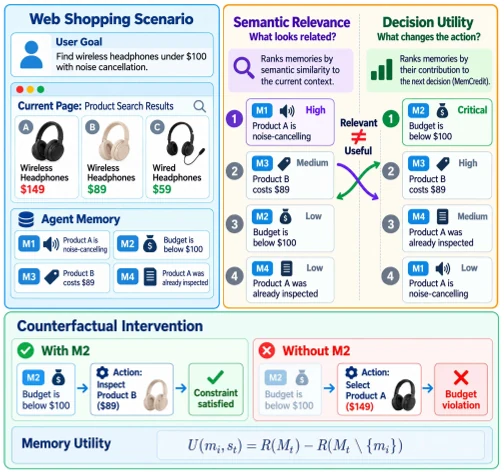 Web Shopping Scenario
User Goal
Find wireless headphones under $100
with noise cancellation.
Current Page: Product Search Results
A
B
C
Wireless
Headphones
$149
Wireless
Headphones
$89
Wired
Headphones
$59
Agent Memory
M1
Product A is
noise-cancelling
M2
Budget is
below $100
M3
Product B
costs $89
M4
Product A was
already inspected
Semantic Relevance
What looks related?
Ranks memories by
semantic similarity to
the current context.
1
M1
High
Product A is
noise-cancelling
2
M3
Medium
Product B
costs $89
3
M2
Low
Budget is
below $100
4
M4
Low
Product A was
already inspected
Relevant
≠
Useful
Decision Utility
What changes the action?
Ranks memories by
their contribution to
the next decision (MemCredit).
1
M2
Critical
Budget is
below $100
2
M3
High
Product B
costs $89
3
M4
Medium
Product A was
already inspected
4
M1
Low
Product A is
noise-cancelling
Counterfactual Intervention
With M2
M2
Budget is
below $100
Action:
Inspect
Product B
($89)
Constraint
satisfied
Without M2
M2
Budget is
below $100
Action:
Select
Product A
($149)
Budget
violation
Memory Utility
U(mᵢ, sₜ) = R(Mₜ) − R(Mₜ \ {mᵢ})